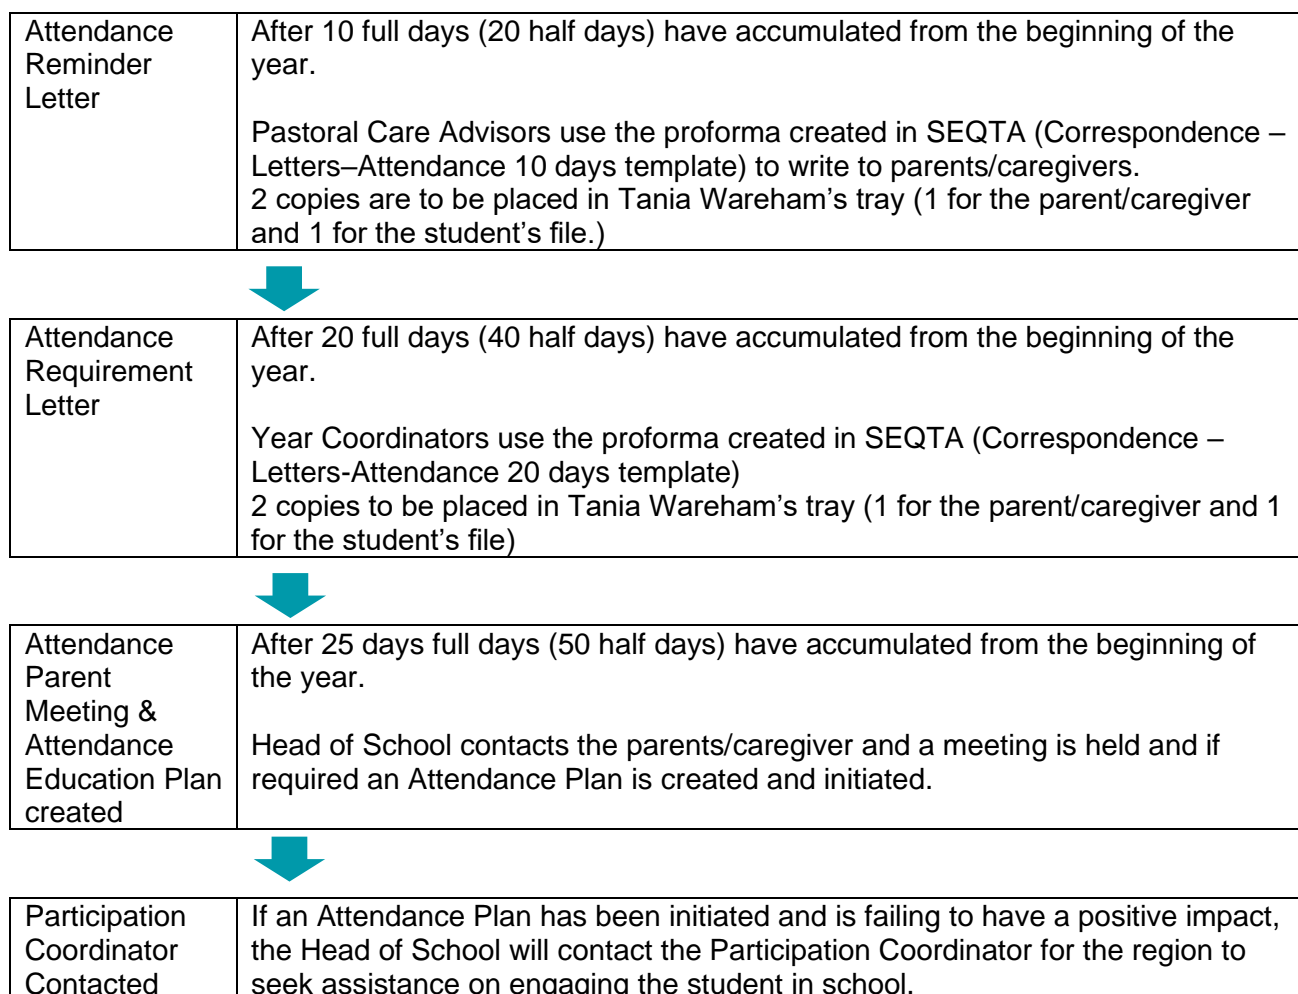 Attendance
Reminder
Letter
After 10 full days (20 half days) have accumulated from the beginning of the
year.
Pastoral Care Advisors use the proforma created in SEQTA (Correspondence –
Letters–Attendance 10 days template) to write to parents/caregivers.
2 copies are to be placed in Tania Wareham’s tray (1 for the parent/caregiver
and 1 for the student’s file.)
Attendance
Requirement
Letter
After 20 full days (40 half days) have accumulated from the beginning of the
year.
Year Coordinators use the proforma created in SEQTA (Correspondence –
Letters-Attendance 20 days template)
2 copies to be placed in Tania Wareham’s tray (1 for the parent/caregiver and 1
for the student’s file)
Attendance
Parent
Meeting &
Attendance
Education Plan
created
After 25 days full days (50 half days) have accumulated from the beginning of
the year.
Head of School contacts the parents/caregiver and a meeting is held and if
required an Attendance Plan is created and initiated.
Participation
Coordinator
Contacted
If an Attendance Plan has been initiated and is failing to have a positive impact,
the Head of School will contact the Participation Coordinator for the region to
seek assistance on engaging the student in school.